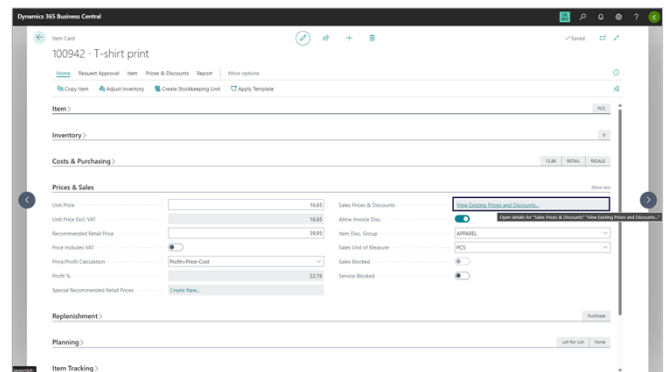 Dynamics 365 Business Central
Item Card
Saved
100942 · T-shirt print
Home Request Approval Item Prices & Discounts Report More options
Copy Item Adjust Inventory Create Stockkeeping Unit Apply Template
Item PCS
Inventory 0
Costs & Purchasing 12.86 RETAIL RESALE
Prices & Sales Show less
Unit Price 16.65 Sales Prices & Discounts View Existing Prices and Discounts...
Open details for "Sales Prices & Discounts" "View Existing Prices and Discounts..."
Unit Price Excl. VAT 16.65 Allow Invoice Disc.
Recommended Retail Price 39.95 Item Disc. Group APPAREL
Price Includes VAT Sales Unit of Measure PCS
Price/Profit Calculation Profit=Price-Cost Sales Blocked
Profit % 22.76 Service Blocked
Special Recommended Retail Prices Create New...
Replenishment Purchase
Planning Lot-for-Lot None
Item Tracking